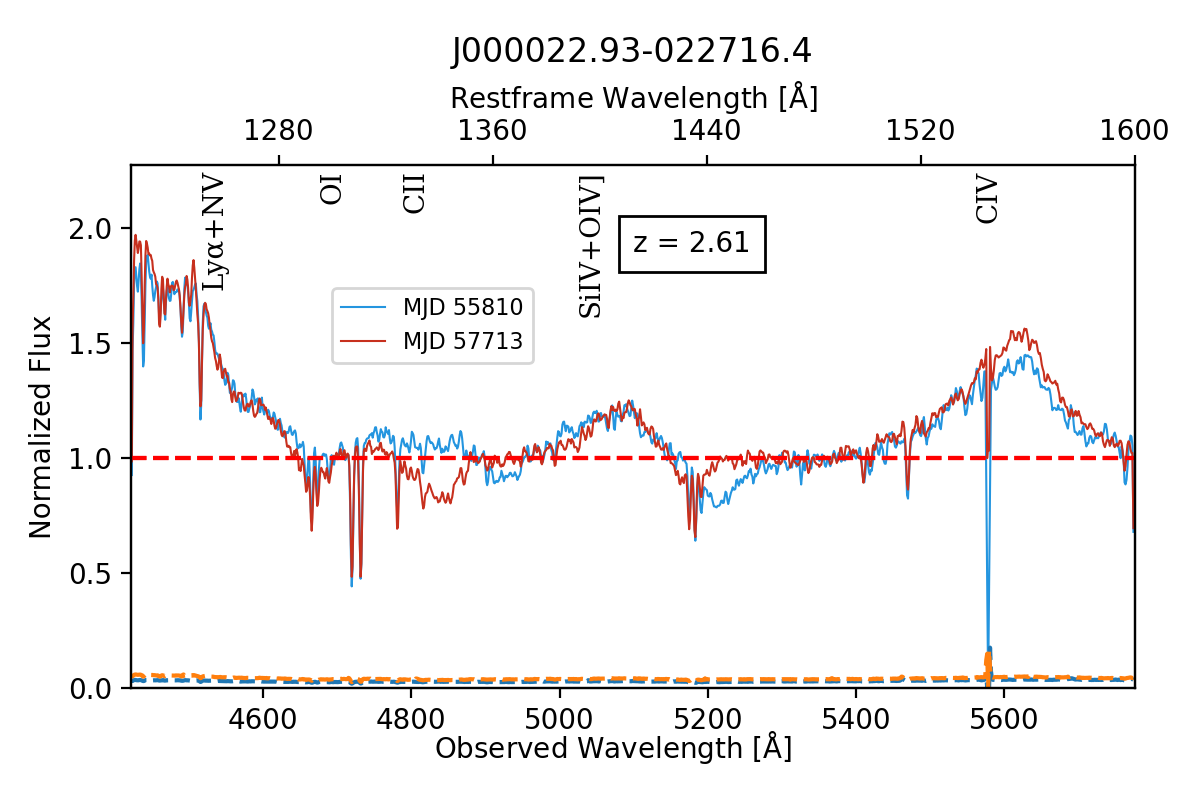 J000022.93-022716.4
Restframe Wavelength [Å]
1280 1360 1440 1520 1600
Lyα+NV
OI
CII
SiIV+OIV]
CIV
z = 2.61
MJD 55810
MJD 57713
Normalized Flux
2.0
1.5
1.0
0.5
0.0
4600 4800 5000 5200 5400 5600
Observed Wavelength [Å]